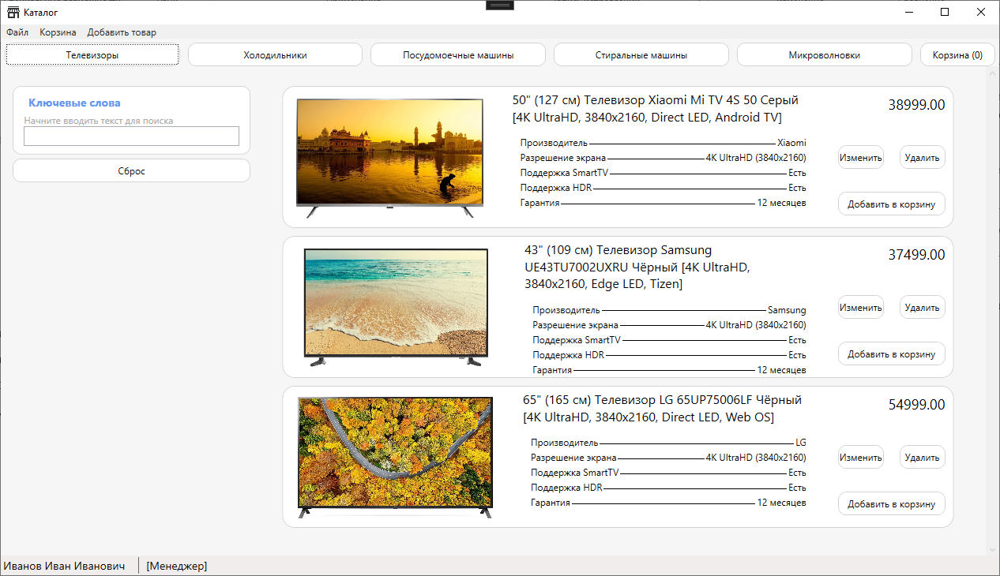 Каталог
Файл Корзина Добавить товар
Телевизоры Холодильники Посудомоечные машины Стиральные машины Микроволновки Корзина (0)
Ключевые слова
Начните вводить текст для поиска
Сброс
50" (127 см) Телевизор Xiaomi Mi TV 4S 50 Серый
[4K UltraHD, 3840x2160, Direct LED, Android TV]
38999.00
Производитель Xiaomi
Разрешение экрана 4K UltraHD (3840x2160)
Поддержка SmartTV Есть
Поддержка HDR Есть
Гарантия 12 месяцев
Изменить Удалить
Добавить в корзину
43" (109 см) Телевизор Samsung
UE43TU7002UXRU Чёрный [4K UltraHD,
3840x2160, Edge LED, Tizen]
37499.00
Производитель Samsung
Разрешение экрана 4K UltraHD (3840x2160)
Поддержка SmartTV Есть
Поддержка HDR Есть
Гарантия 12 месяцев
Изменить Удалить
Добавить в корзину
65" (165 см) Телевизор LG 65UP75006LF Чёрный
[4K UltraHD, 3840x2160, Direct LED, Web OS]
54999.00
Производитель LG
Разрешение экрана 4K UltraHD (3840x2160)
Поддержка SmartTV Есть
Поддержка HDR Есть
Гарантия 12 месяцев
Изменить Удалить
Добавить в корзину
Иванов Иван Иванович [Менеджер]